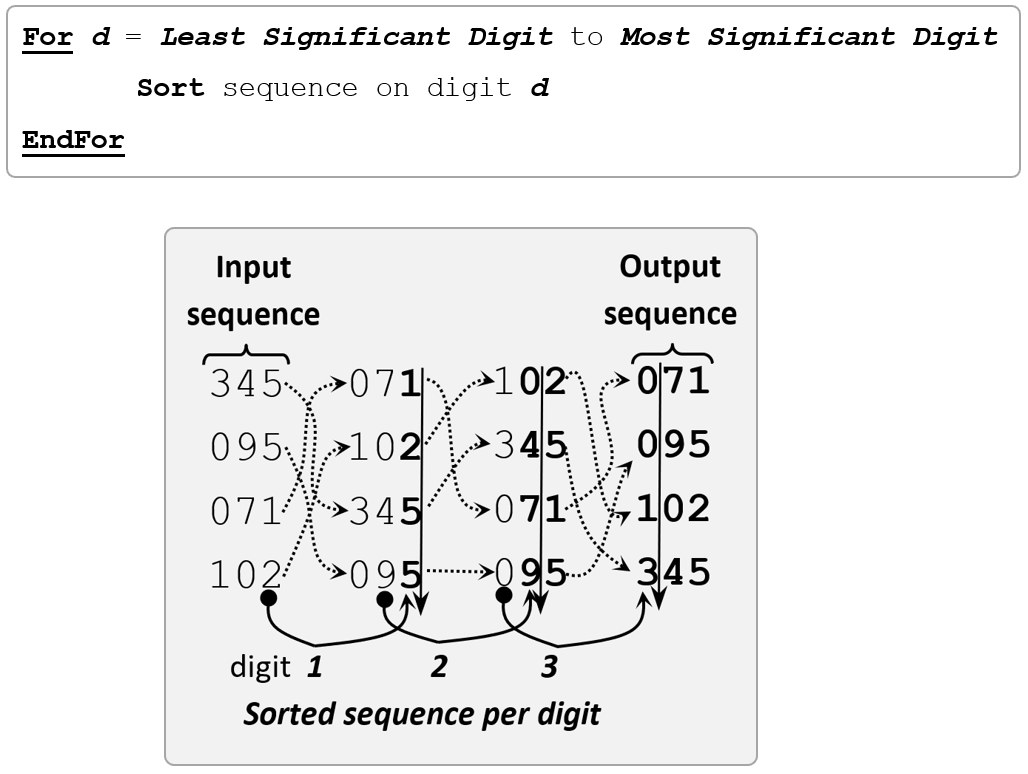 For d = Least Significant Digit to Most Significant Digit
Sort sequence on digit d
EndFor
Input sequence
Output sequence
345 071 102 071
095 102 345 095
071 345 071 102
102 095 095 345
digit 1 2 3
Sorted sequence per digit